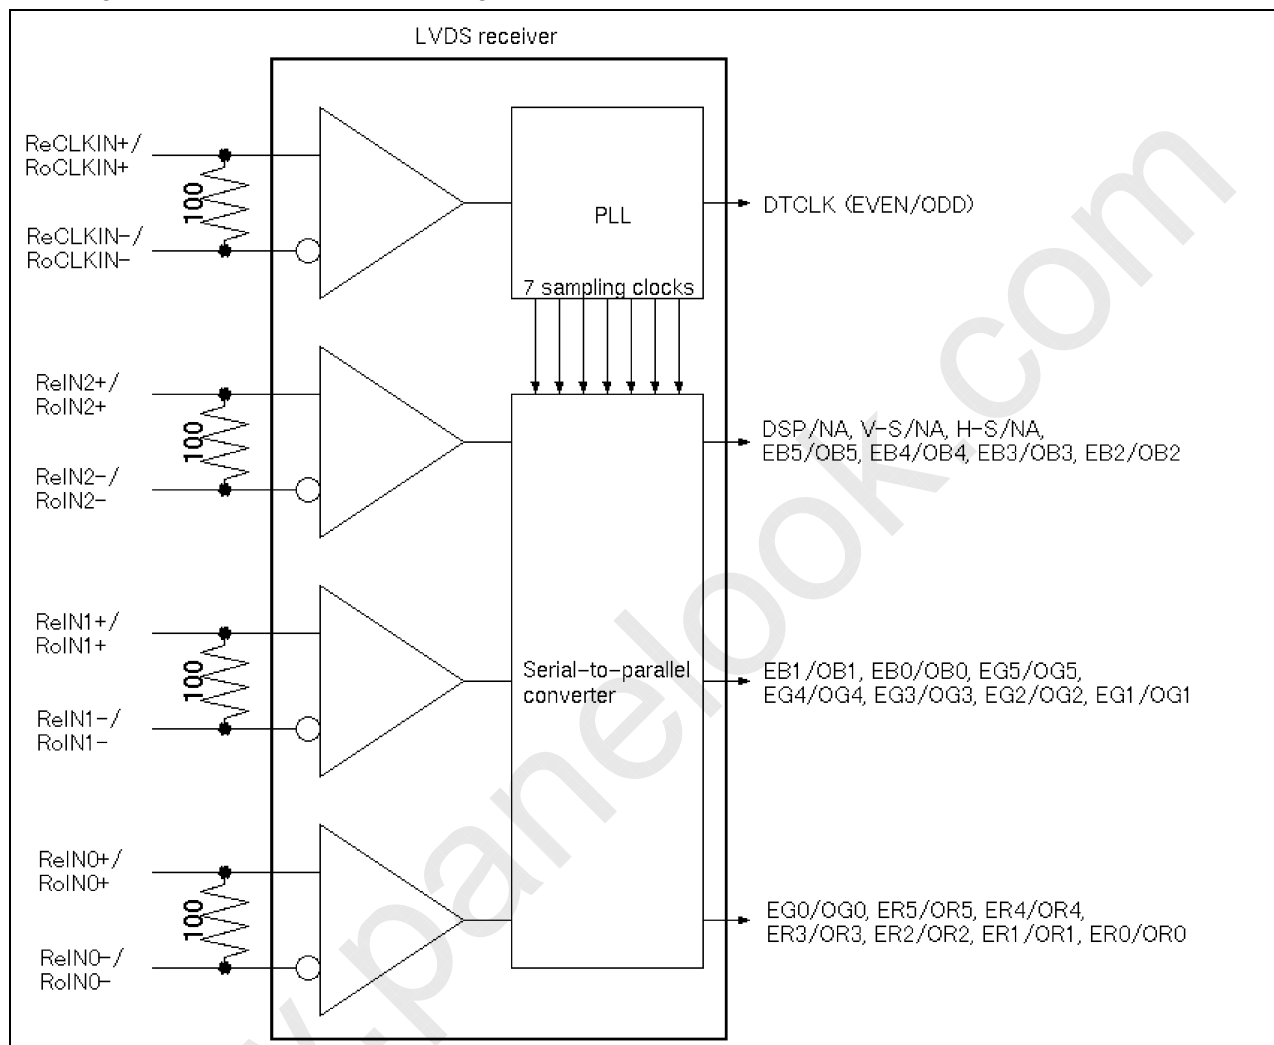 LVDS receiver
ReCLKIN+/
RoCLKIN+
100
ReCLKIN-/
RoCLKIN-
PLL
7 sampling clocks
DTCLK (EVEN/ODD)
ReIN2+/
RoIN2+
100
ReIN2-/
RoIN2-
DSP/NA, V-S/NA, H-S/NA,
EB5/OB5, EB4/OB4, EB3/OB3, EB2/OB2
ReIN1+/
RoIN1+
100
ReIN1-/
RoIN1-
Serial-to-parallel
converter
EB1/OB1, EB0/OB0, EG5/OG5,
EG4/OG4, EG3/OG3, EG2/OG2, EG1/OG1
ReIN0+/
RoIN0+
100
ReIN0-/
RoIN0-
EG0/OG0, ER5/OR5, ER4/OR4,
ER3/OR3, ER2/OR2, ER1/OR1, ER0/OR0
.panelook.com